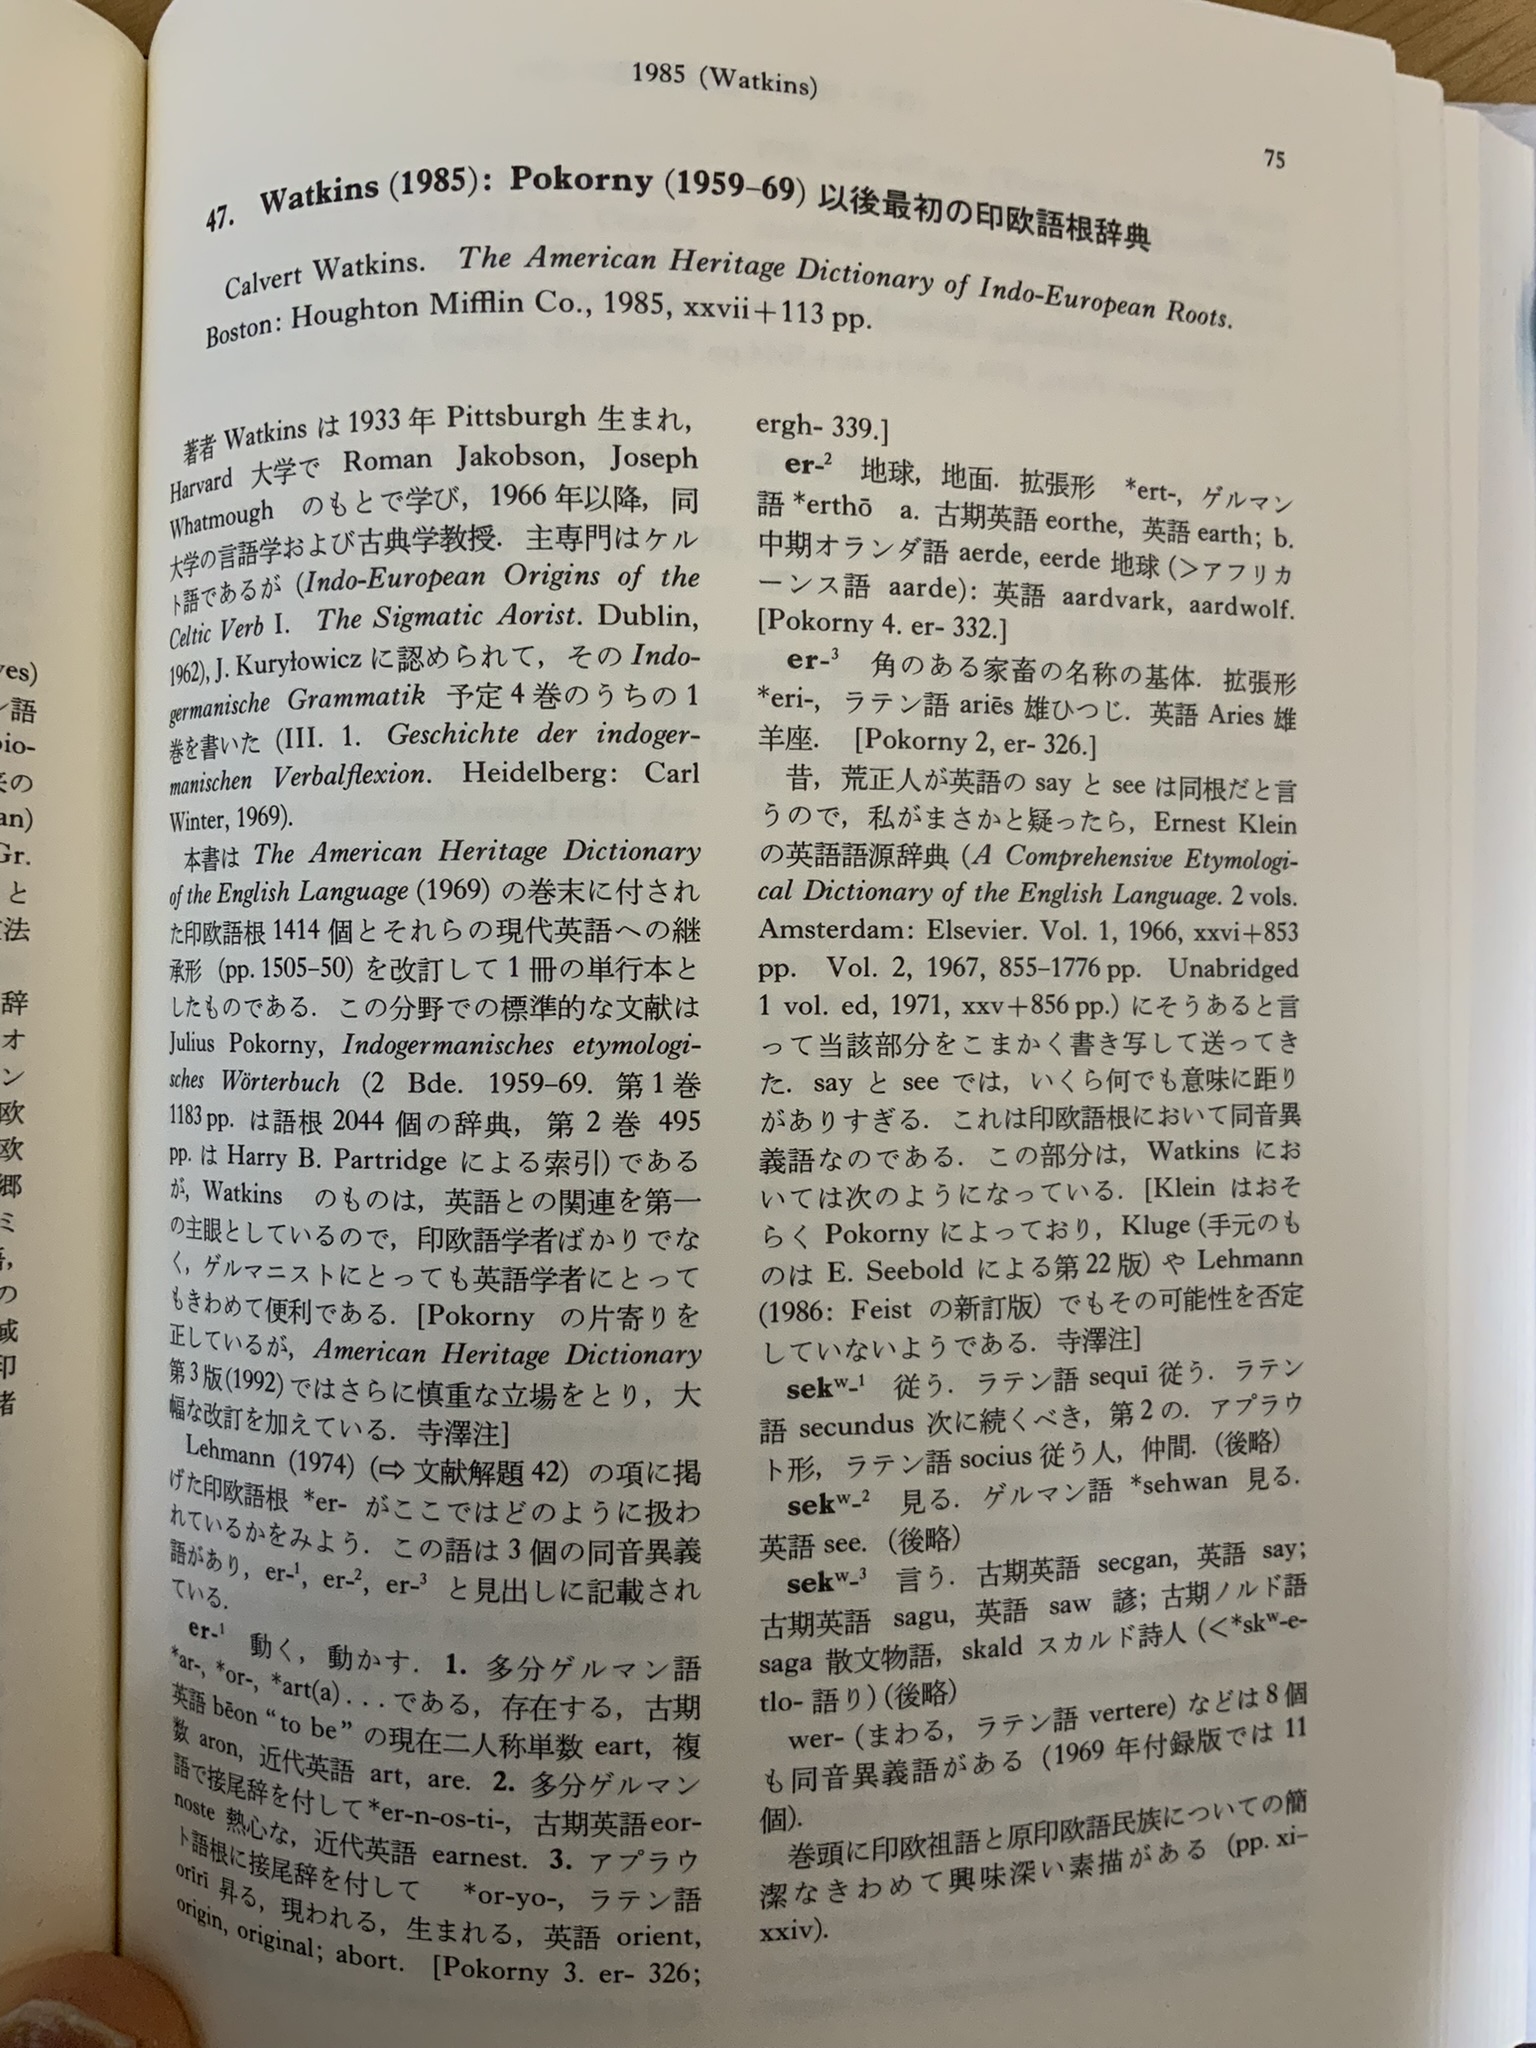 1985 (Watkins)
75
47. Watkins (1985): Pokorny (1959–69) 以後最初の印欧語根辞典
Calvert Watkins. The American Heritage Dictionary of Indo-European Roots.
Boston: Houghton Mifflin Co., 1985, xxvii+113 pp.
著者 Watkins は 1933 年 Pittsburgh 生まれ,
Harvard 大学で Roman Jakobson, Joseph
Whatmough のもとで学び, 1966 年以降, 同
大学の言語学および古典学教授. 主専門はケル
ト語であるが (Indo-European Origins of the
Celtic Verb I. The Sigmatic Aorist. Dublin,
1962), J. Kuryłowicz に認められて, その Indo-
germanische Grammatik 予定 4 巻のうちの 1
巻を書いた (III. 1. Geschichte der indoger-
manischen Verbalflexion. Heidelberg: Carl
Winter, 1969).
本書は The American Heritage Dictionary
of the English Language (1969) の巻末に付され
た印欧語根 1414 個とそれらの現代英語への継
承形 (pp. 1505–50) を改訂して 1 冊の単行本と
したものである. この分野での標準的な文献は
Julius Pokorny, Indogermanisches etymologi-
sches Wörterbuch (2 Bde. 1959–69. 第 1 巻
1183 pp. は語根 2044 個の辞典, 第 2 巻 495
pp. は Harry B. Partridge による索引) である
が, Watkins のものは, 英語との関連を第一
の主眼としているので, 印欧語学者ばかりでな
く, ゲルマニストにとっても英語学者にとって
もきわめて便利である. [Pokorny の片寄りを
正しているが, American Heritage Dictionary
第 3 版 (1992) ではさらに慎重な立場をとり, 大
幅な改訂を加えている. 寺澤注]
Lehmann (1974) (⇨ 文献解題 42) の項に掲
げた印欧語根 *er- がここではどのように扱わ
れているかをみよう. この語は 3 個の同音異義
語があり, er-¹, er-², er-³ と見出しに記載され
ている.
er-¹ 動く, 動かす. 1. 多分ゲルマン語
*ar-, *or-, *art(a)...である, 存在する, 古期
英語 bēon “to be” の現在二人称単数 eart, 複
数 aron, 近代英語 art, are. 2. 多分ゲルマン
語で接尾辞を付して *er-n-os-ti-, 古期英語 eor-
noste 熱心な, 近代英語 earnest. 3. アプラウ
ト語根に接尾辞を付して *or-yo-, ラテン語
orīrī 昇る, 現われる, 生まれる, 英語 orient,
origin, original; abort. [Pokorny 3. er- 326;
ergh- 339.]
er-² 地球, 地面. 拡張形 *ert-, ゲルマン
語 *erthō a. 古期英語 eorthe, 英語 earth; b.
中期オランダ語 aerde, eerde 地球 (>アフリカ
ーンス語 aarde): 英語 aardvark, aardwolf.
[Pokorny 4. er- 332.]
er-³ 角のある家畜の名称の基体. 拡張形
*eri-, ラテン語 ariēs 雄ひつじ. 英語 Aries 雄
羊座. [Pokorny 2, er- 326.]
昔, 荒正人が英語の say と see は同根だと言
うので, 私がまさかと疑ったら, Ernest Klein
の英語語源辞典 (A Comprehensive Etymologi-
cal Dictionary of the English Language. 2 vols.
Amsterdam: Elsevier. Vol. 1, 1966, xxvi+853
pp. Vol. 2, 1967, 855–1776 pp. Unabridged
1 vol. ed, 1971, xxv+856 pp.) にそうあると言
って当該部分をこまかく書き写して送ってき
た. say と see では, いくら何でも意味に距り
がありすぎる. これは印欧語根において同音異
義語なのである. この部分は, Watkins にお
いては次のようになっている. [Klein はおそ
らく Pokorny によっており, Kluge (手元のも
のは E. Seebold による第 22 版) や Lehmann
(1986: Feist の新訂版) でもその可能性を否定
していないようである. 寺澤注]
sekʷ-¹ 従う. ラテン語 sequī 従う. ラテン
語 secundus 次に続くべき, 第 2 の. アプラウ
ト形, ラテン語 socius 従う人, 仲間. (後略)
sekʷ-² 見る. ゲルマン語 *sehwan 見る.
英語 see. (後略)
sekʷ-³ 言う. 古期英語 secgan, 英語 say;
古期英語 sagu, 英語 saw 諺; 古期ノルド語
saga 散文物語, skald スカルド詩人 (<*skʷ-e-
tlo- 語り) (後略)
wer- (まわる, ラテン語 vertere) などは 8 個
も同音異義語がある (1969 年付録版では 11
個).
巻頭に印欧祖語と原印欧語民族についての簡
潔なきわめて興味深い素描がある (pp. xi–
xxiv).